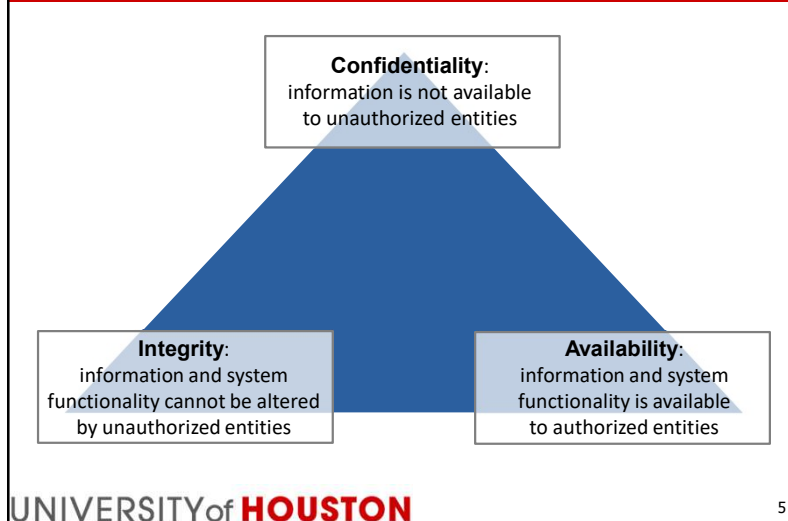 Confidentiality:
information is not available
to unauthorized entities
Integrity:
information and system
functionality cannot be altered
by unauthorized entities
Availability:
information and system
functionality is available
to authorized entities
UNIVERSITY of HOUSTON
5